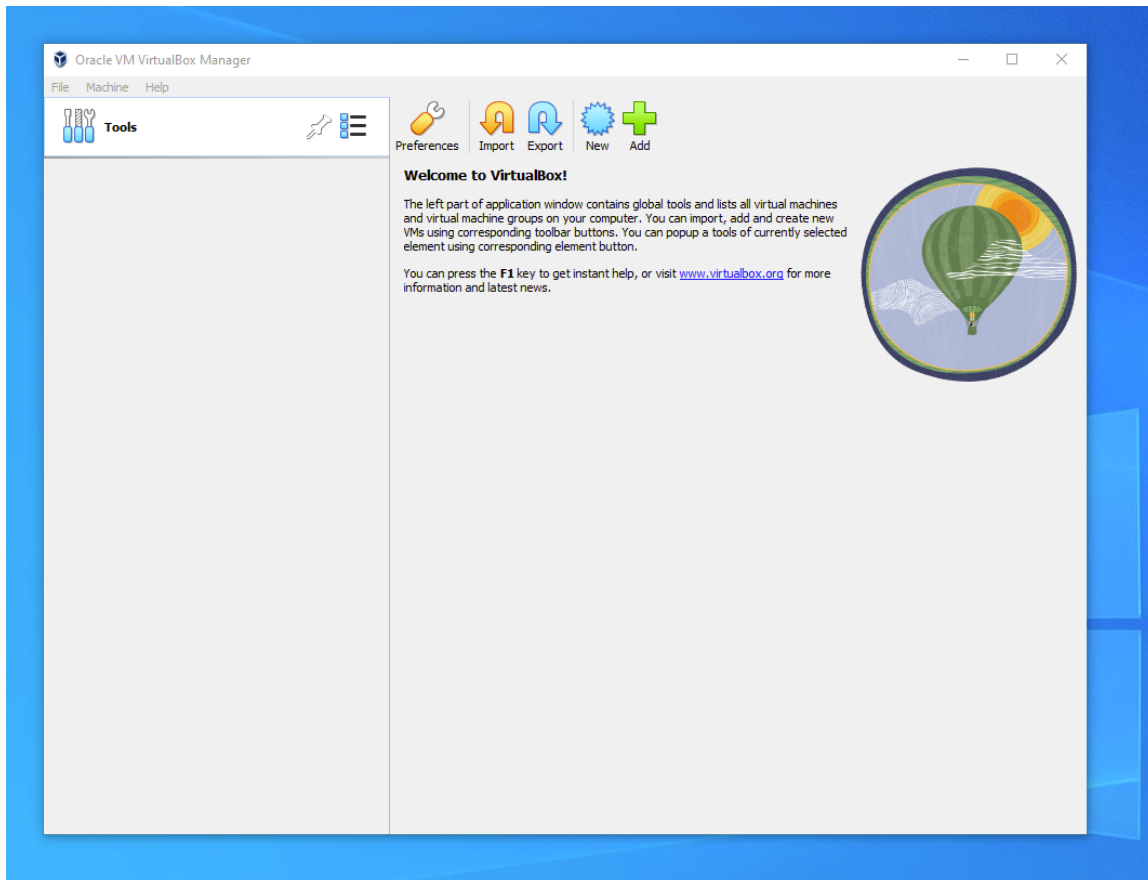 Oracle VM VirtualBox Manager
File Machine Help
Tools
Preferences Import Export New Add
Welcome to VirtualBox!
The left part of application window contains global tools and lists all virtual machines
and virtual machine groups on your computer. You can import, add and create new
VMs using corresponding toolbar buttons. You can popup a tools of currently selected
element using corresponding element button.
You can press the F1 key to get instant help, or visit www.virtualbox.org for more
information and latest news.